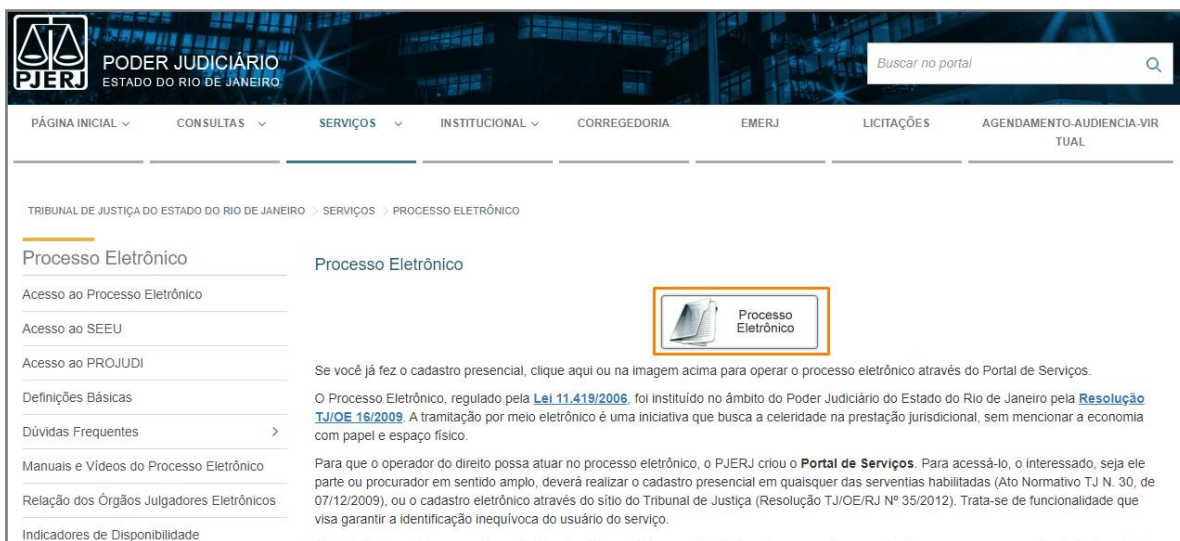 PJERJ
PODER JUDICIÁRIO
ESTADO DO RIO DE JANEIRO
Buscar no portal
PÁGINA INICIAL
CONSULTAS
SERVIÇOS
INSTITUCIONAL
CORREGEDORIA
EMERJ
LICITAÇÕES
AGENDAMENTO-AUDIENCIA-VIR
TUAL
TRIBUNAL DE JUSTIÇA DO ESTADO DO RIO DE JANEIRO > SERVIÇOS > PROCESSO ELETRÔNICO
Processo Eletrônico
Acesso ao Processo Eletrônico
Acesso ao SEEU
Acesso ao PROJUDI
Definições Básicas
Dúvidas Frequentes >
Manuais e Vídeos do Processo Eletrônico
Relação dos Órgãos Julgadores Eletrônicos
Indicadores de Disponibilidade
Processo Eletrônico
Processo
Eletrônico
Se você já fez o cadastro presencial, clique aqui ou na imagem acima para operar o processo eletrônico através do Portal de Serviços.
O Processo Eletrônico, regulado pela Lei 11.419/2006, foi instituído no âmbito do Poder Judiciário do Estado do Rio de Janeiro pela Resolução
TJ/OE 16/2009. A tramitação por meio eletrônico é uma iniciativa que busca a celeridade na prestação jurisdicional, sem mencionar a economia
com papel e espaço físico.
Para que o operador do direito possa atuar no processo eletrônico, o PJERJ criou o Portal de Serviços. Para acessá-lo, o interessado, seja ele
parte ou procurador em sentido amplo, deverá realizar o cadastro presencial em quaisquer das serventias habilitadas (Ato Normativo TJ N. 30, de
07/12/2009), ou o cadastro eletrônico através do sítio do Tribunal de Justiça (Resolução TJ/OE/RJ Nº 35/2012). Trata-se de funcionalidade que
visa garantir a identificação inequívoca do usuário do serviço.